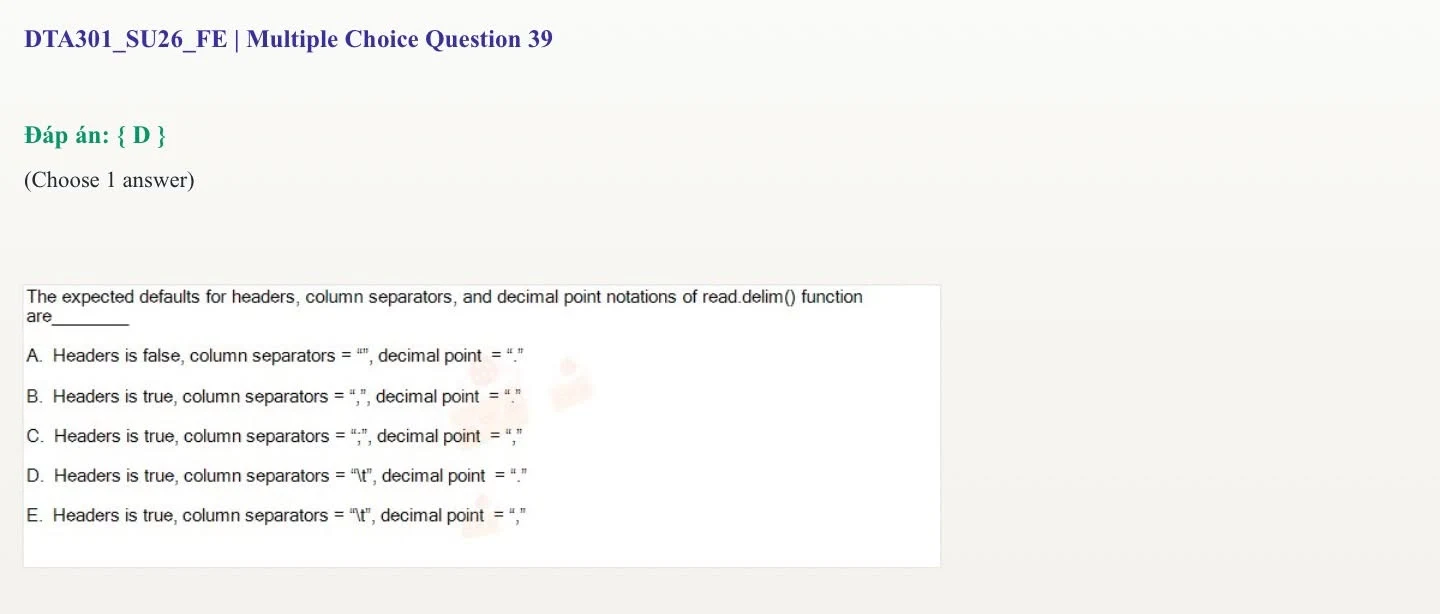 DTA301_SU26_FE | Multiple Choice Question 39
Đáp án: { D }
(Choose 1 answer)
The expected defaults for headers, column separators, and decimal point notations of read.delim() function
are________
A. Headers is false, column separators = “”, decimal point = “.”
B. Headers is true, column separators = “,”, decimal point = “.”
C. Headers is true, column separators = “;”, decimal point = “,”
D. Headers is true, column separators = “\t”, decimal point = “.”
E. Headers is true, column separators = “\t”, decimal point = “,”